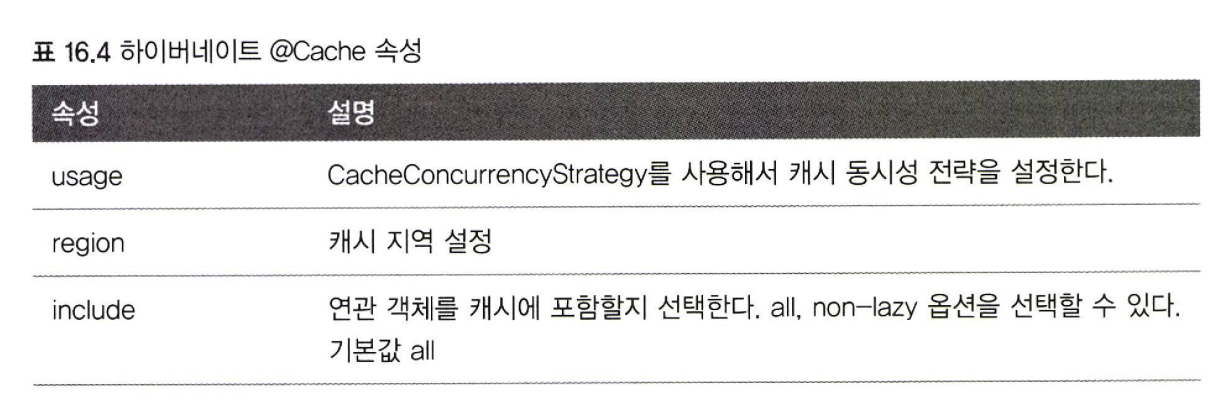 표 16.4 하이버네이트 @Cache 속성
속성 설명
usage CacheConcurrencyStrategy를 사용해서 캐시 동시성 전략을 설정한다.
region 캐시 지역 설정
include 연관 객체를 캐시에 포함할지 선택한다. all, non-lazy 옵션을 선택할 수 있다.
기본값 all